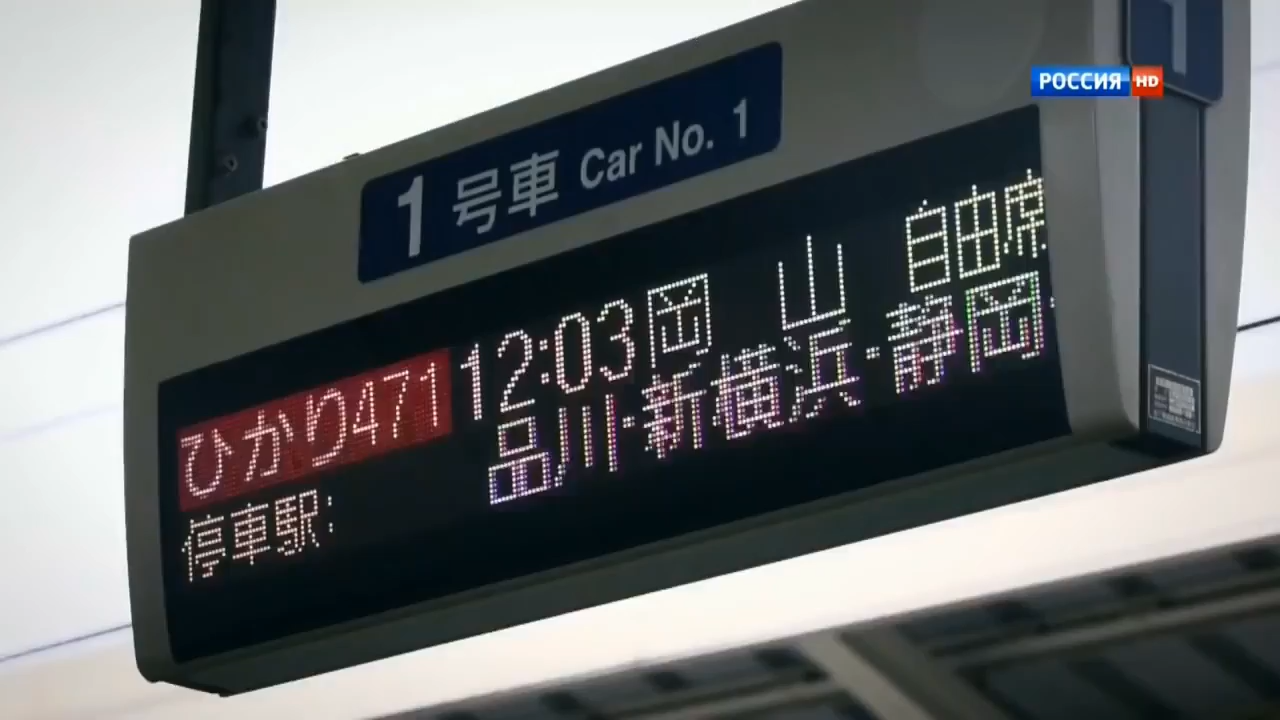 РОССИЯ HD
1
1号車 Car No. 1
ひかり471 12:03 岡 山 自由席
停車駅: 品川・新横浜・静岡・